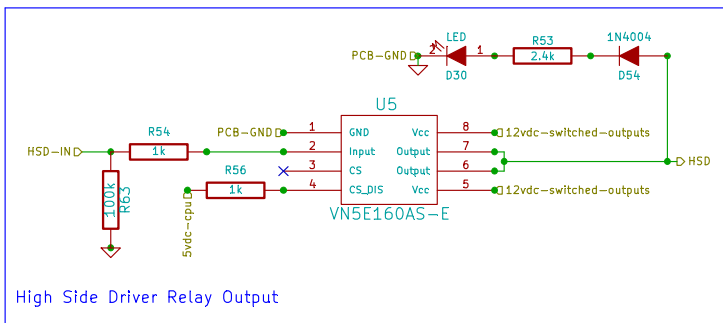 LED
R53
1N4004
PCB-GND
2
1
2.4k
D30
D54
U5
PCB-GND
1
GND
Vcc
8
12vdc-switched-outputs
R54
HSD-IN
1k
2
Input
Output
7
3
CS
Output
6
HSD
R56
100k
R63
1k
4
CS_DIS
Vcc
5
12vdc-switched-outputs
5vdc-cpu
VN5E160AS-E
High Side Driver Relay Output